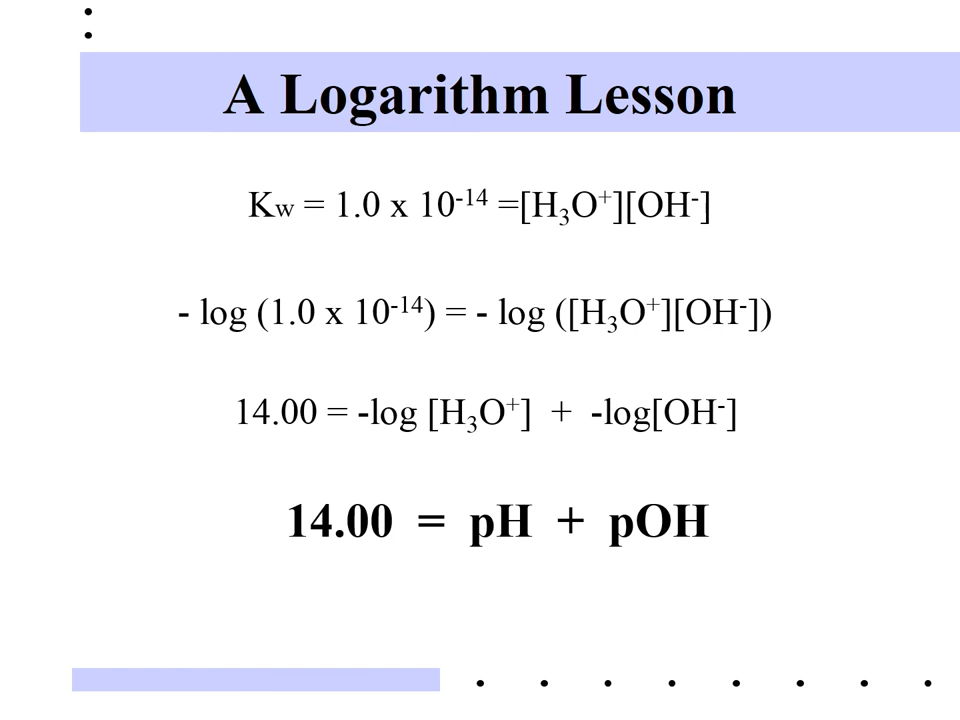 A Logarithm Lesson
Kw = 1.0 x 10⁻¹⁴ =[H₃O⁺][OH⁻]
- log (1.0 x 10⁻¹⁴) = - log ([H₃O⁺][OH⁻])
14.00 = -log [H₃O⁺] + -log[OH⁻]
14.00 = pH + pOH